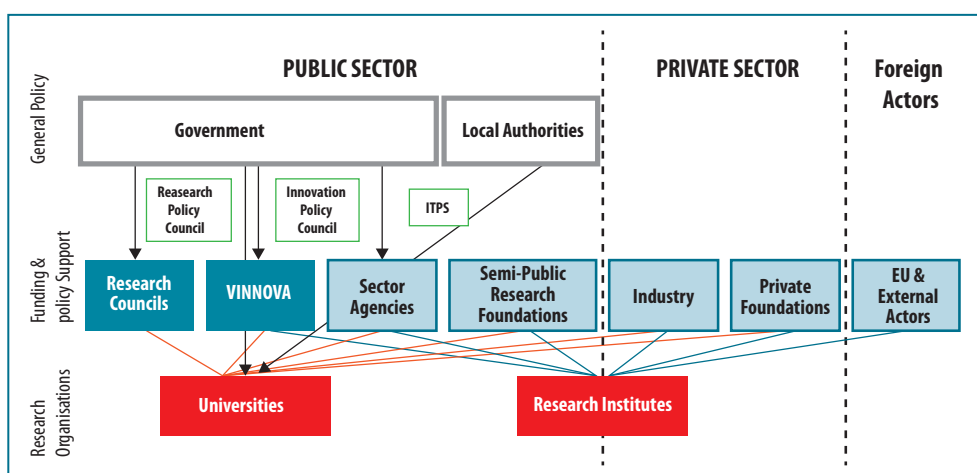 PUBLIC SECTOR
PRIVATE SECTOR
Foreign
Actors
General Policy
Government
Local Authorities
Reasearch
Policy
Council
Innovation
Policy
Council
ITPS
Funding &
policy Support
Research
Councils
VINNOVA
Sector
Agencies
Semi-Public
Research
Foundations
Industry
Private
Foundations
EU &
External
Actors
Research
Organisations
Universities
Research Institutes